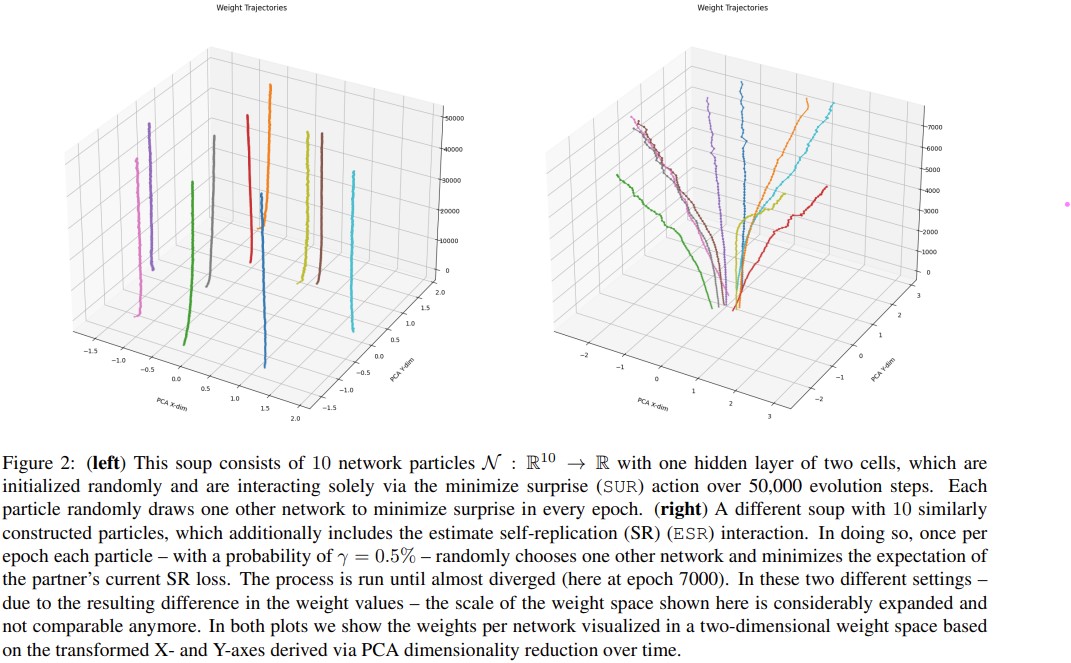 Weight Trajectories
50000
40000
30000
20000
10000
0
2.0
1.5
1.0
0.5
0.0
−0.5
−1.0
−1.5
PCA Y-dim
−1.5
−1.0
−0.5
0.0
0.5
1.0
1.5
2.0
PCA X-dim
Weight Trajectories
7000
6000
5000
4000
3000
2000
1000
0
3
2
1
0
−1
−2
PCA Y-dim
−2
−1
0
1
2
3
PCA X-dim
Figure 2: (left) This soup consists of 10 network particles 𝒩 : ℝ¹⁰ → ℝ with one hidden layer of two cells, which are
initialized randomly and are interacting solely via the minimize surprise (SUR) action over 50,000 evolution steps. Each
particle randomly draws one other network to minimize surprise in every epoch. (right) A different soup with 10 similarly
constructed particles, which additionally includes the estimate self-replication (SR) (ESR) interaction. In doing so, once per
epoch each particle – with a probability of γ = 0.5% – randomly chooses one other network and minimizes the expectation of
the partner's current SR loss. The process is run until almost diverged (here at epoch 7000). In these two different settings –
due to the resulting difference in the weight values – the scale of the weight space shown here is considerably expanded and
not comparable anymore. In both plots we show the weights per network visualized in a two-dimensional weight space based
on the transformed X- and Y-axes derived via PCA dimensionality reduction over time.